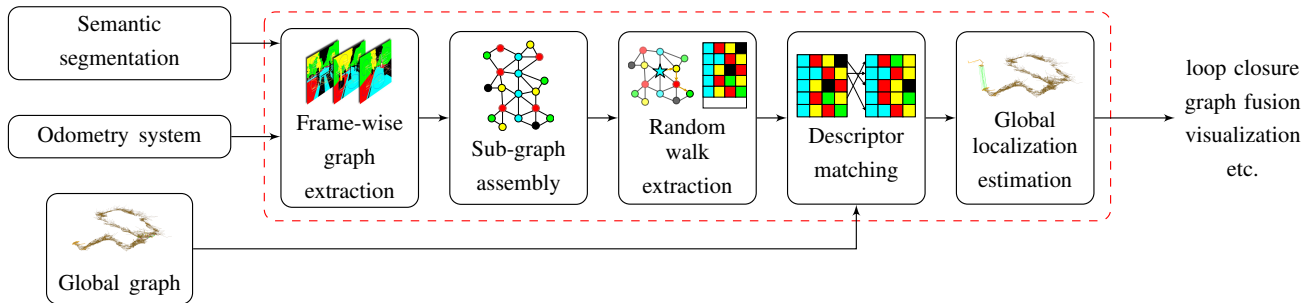 Semantic
segmentation
Odometry system
Global graph
Frame-wise
graph
extraction
Sub-graph
assembly
Random
walk
extraction
Descriptor
matching
Global
localization
estimation
loop closure
graph fusion
visualization
etc.